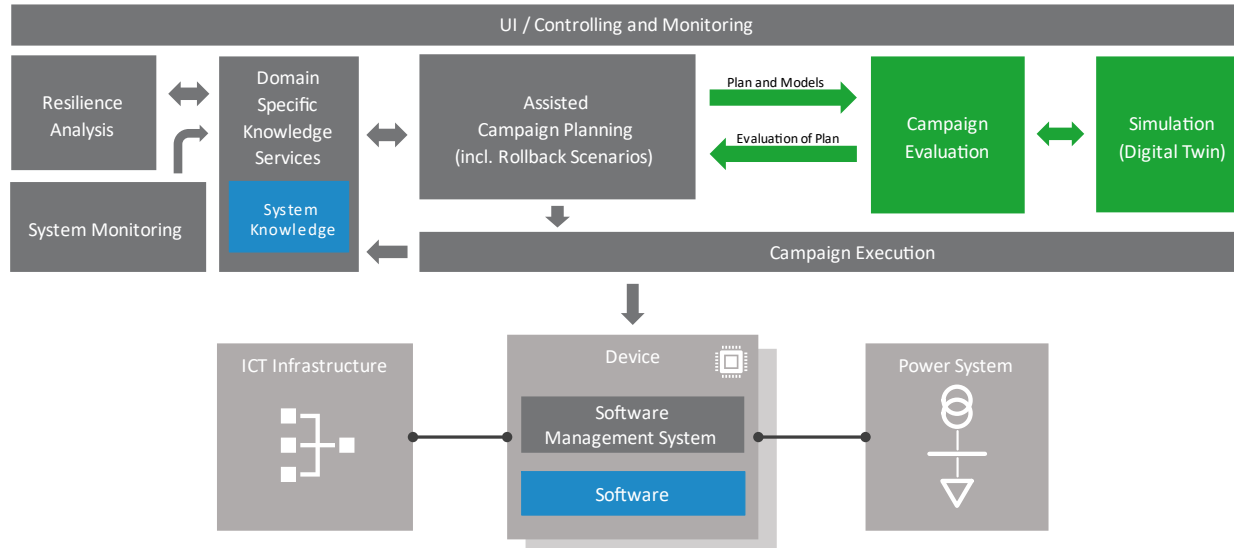 UI / Controlling and Monitoring
Resilience
Analysis
System Monitoring
Domain
Specific
Knowledge
Services
System
Knowledge
Assisted
Campaign Planning
(incl. Rollback Scenarios)
Plan and Models
Evaluation of Plan
Campaign
Evaluation
Simulation
(Digital Twin)
Campaign Execution
ICT Infrastructure
Device
Software
Management System
Software
Power System